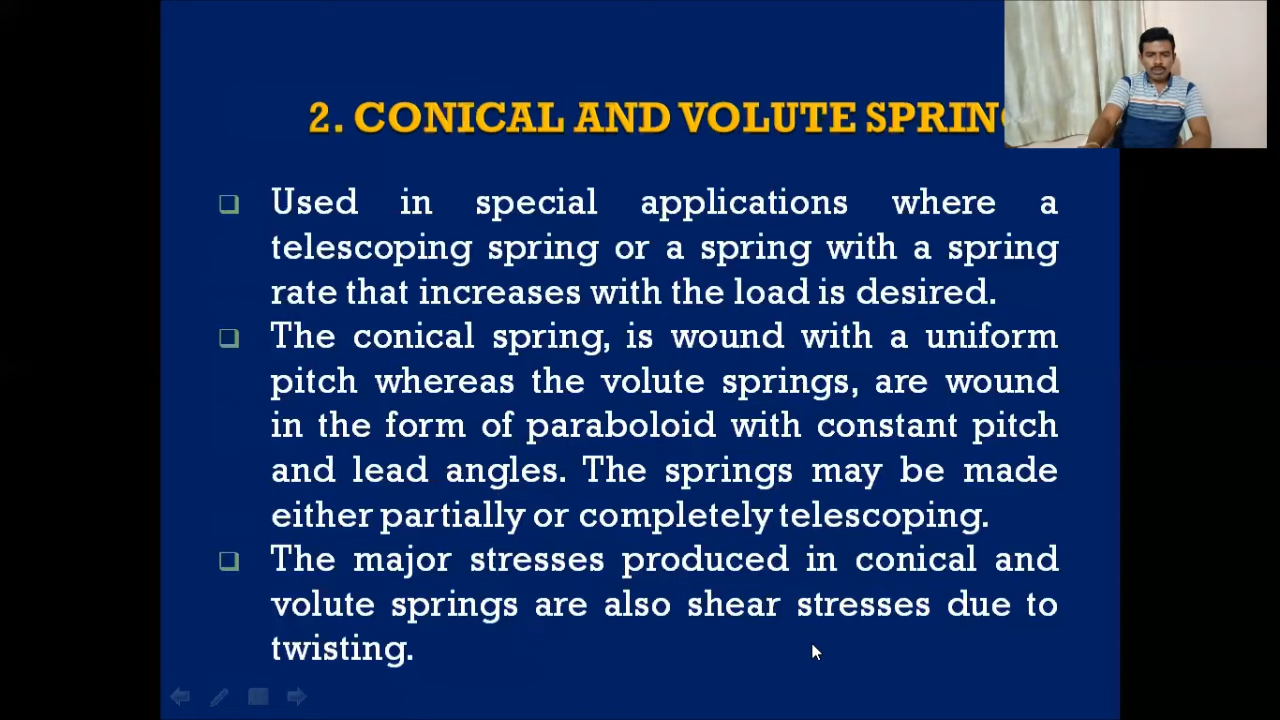 2. CONICAL AND VOLUTE
Used in special applications where a
telescoping spring or a spring with a spring
rate that increases with the load is desired.
The conical spring, is wound with a uniform
pitch whereas the volute springs, are wound
in the form of paraboloid with constant pitch
and lead angles. The springs may be made
either partially or completely telescoping.
The major stresses produced in conical and
volute springs are also shear stresses due to
twisting.